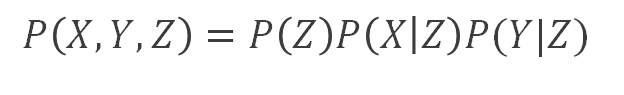 P(X, Y, Z) = P(Z)P(X|Z)P(Y|Z)